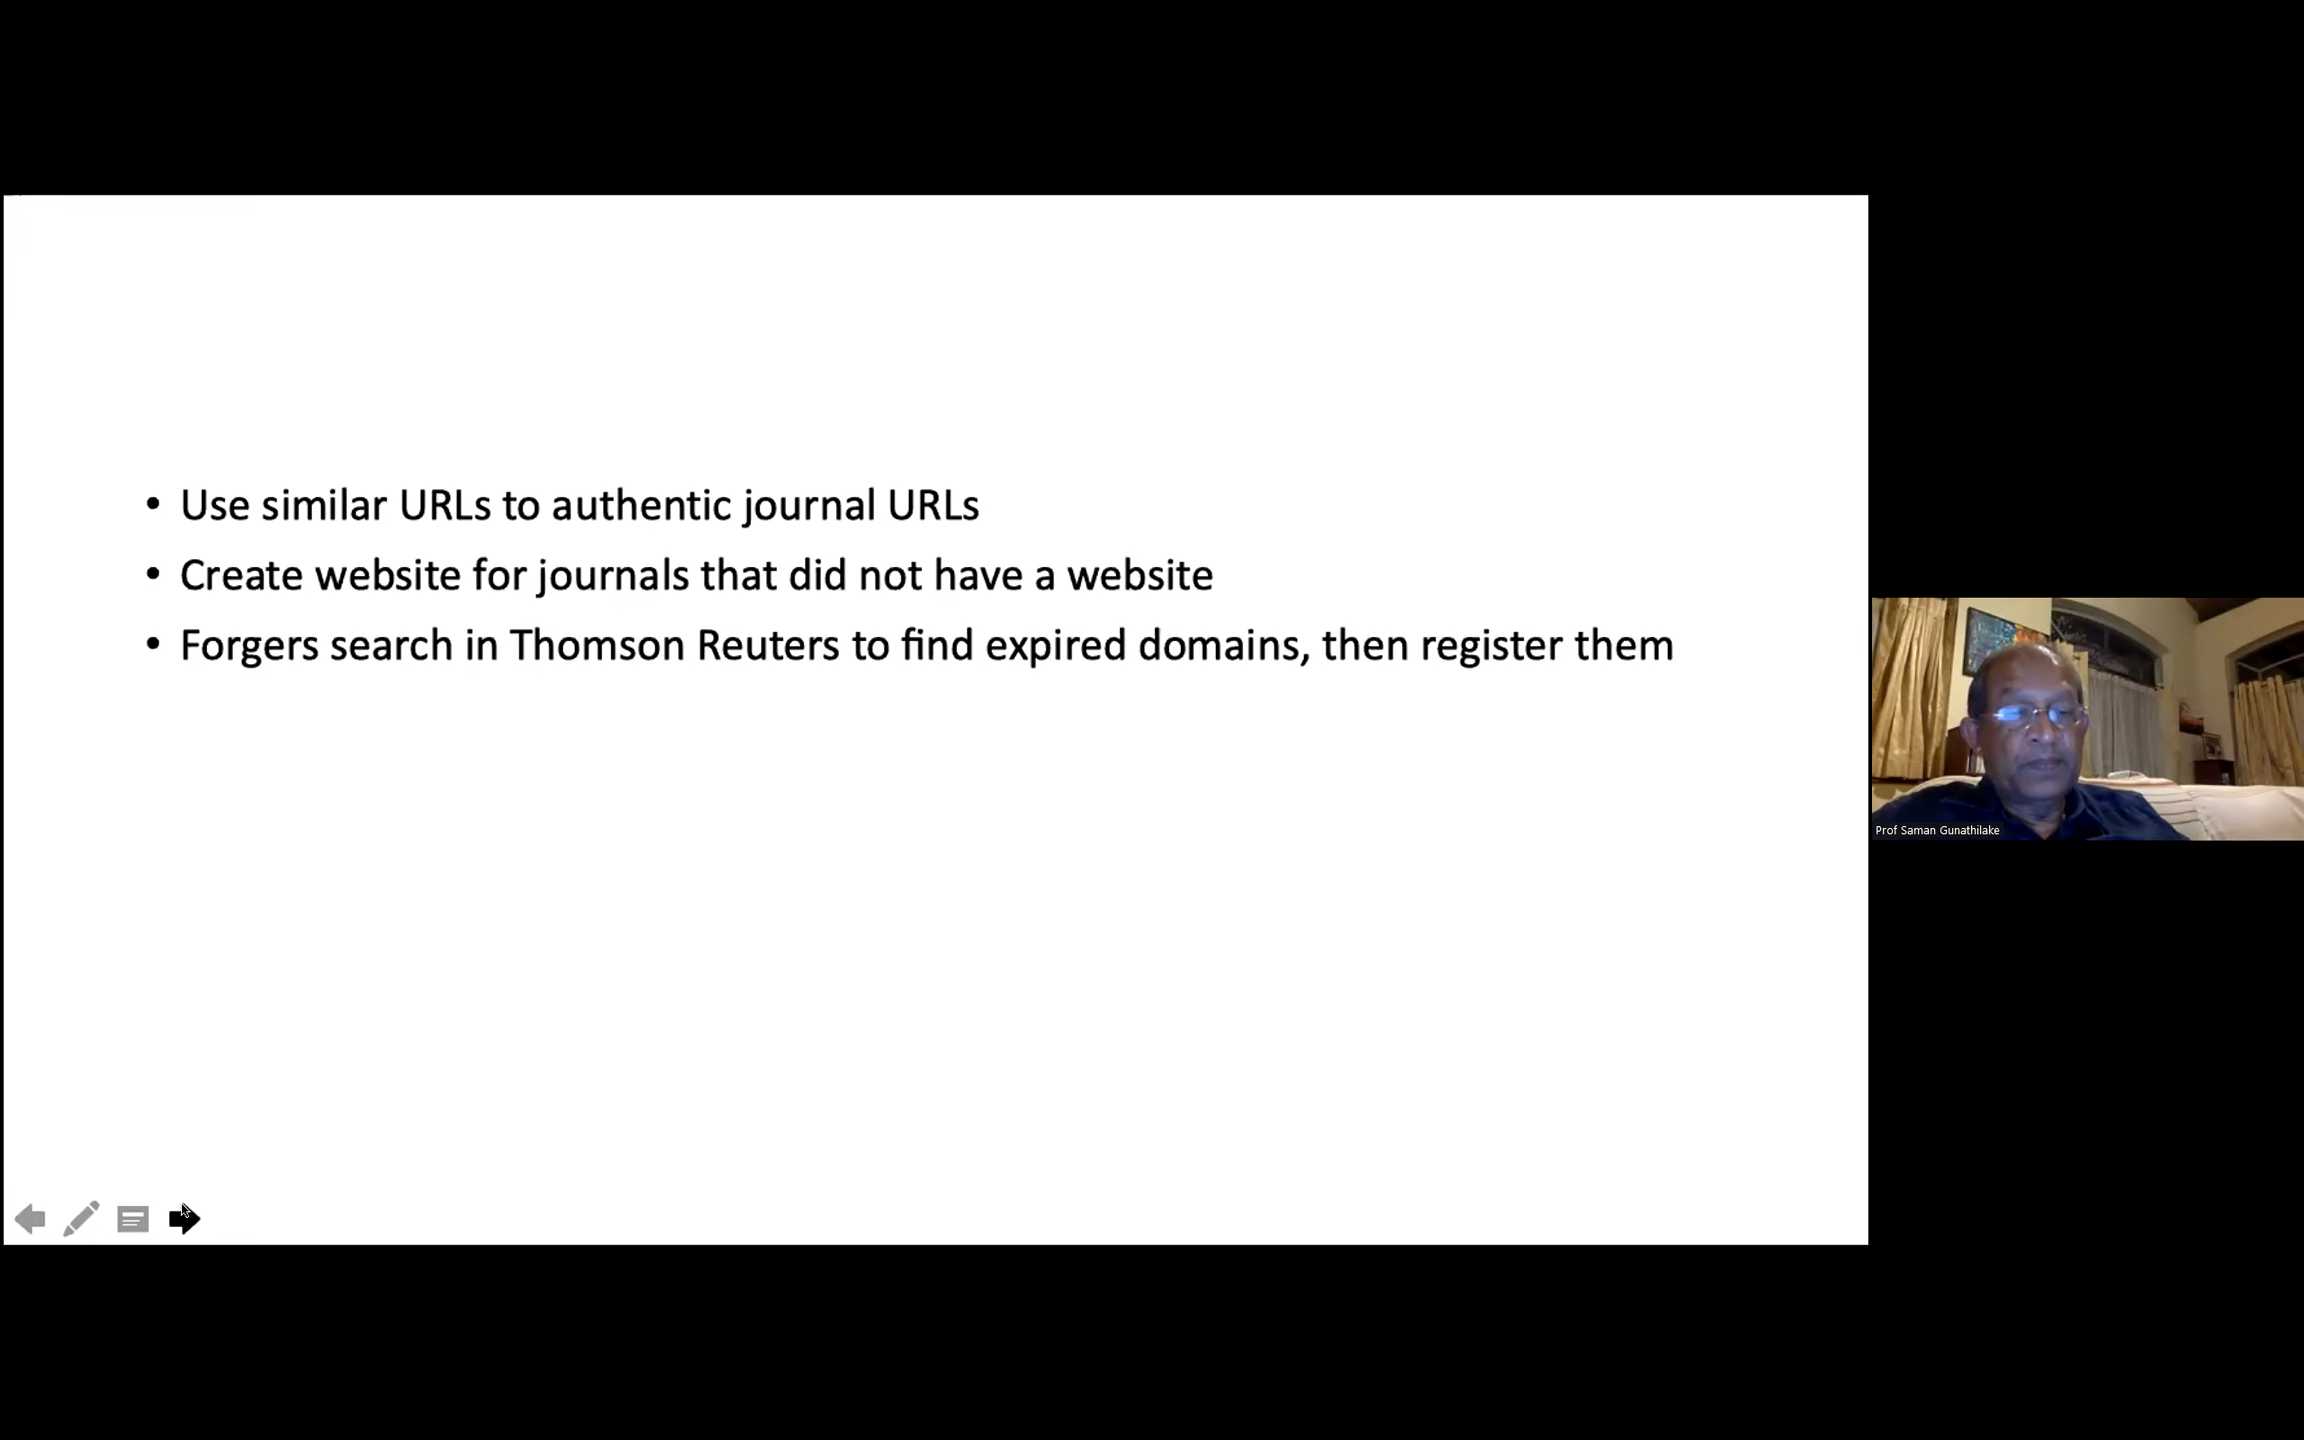 • Use similar URLs to authentic journal URLs
• Create website for journals that did not have a website
• Forgers search in Thomson Reuters to find expired domains, then register them
Prof Saman Gunathilake